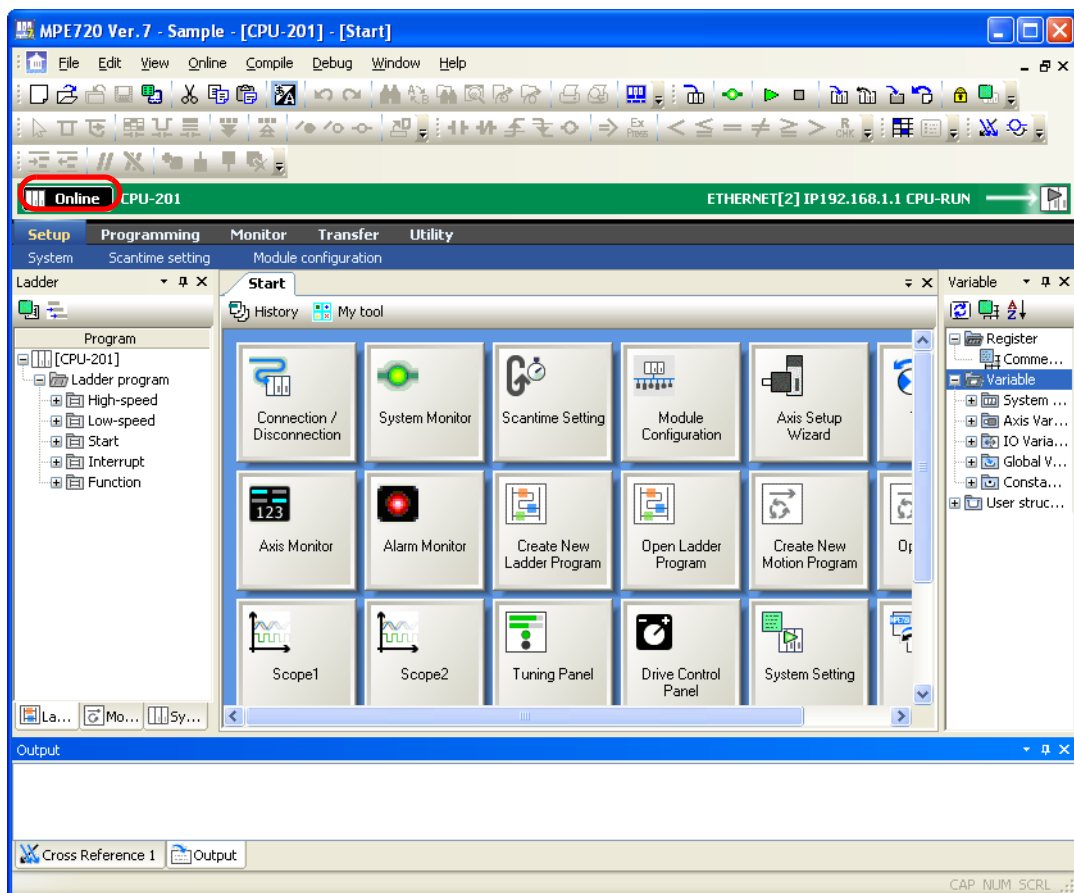 MPE720 Ver.7 - Sample - [CPU-201] - [Start]
File Edit View Online Compile Debug Window Help
Online CPU-201 ETHERNET[2] IP192.168.1.1 CPU-RUN
Setup Programming Monitor Transfer Utility
System Scantime setting Module configuration
Ladder
Program
[CPU-201]
Ladder program
High-speed
Low-speed
Start
Interrupt
Function
La... Mo... Sy...
Start
History My tool
Connection /
Disconnection
System Monitor
Scantime Setting
Module
Configuration
Axis Setup
Wizard
123
Axis Monitor
Alarm Monitor
Create New
Ladder Program
Open Ladder
Program
Create New
Motion Program
Scope1
Scope2
Tuning Panel
Drive Control
Panel
System Setting
Variable
Register
Comme...
Variable
System ...
Axis Var...
IO Varia...
Global V...
Consta...
User struc...
Output
Cross Reference 1 Output
CAP NUM SCRL